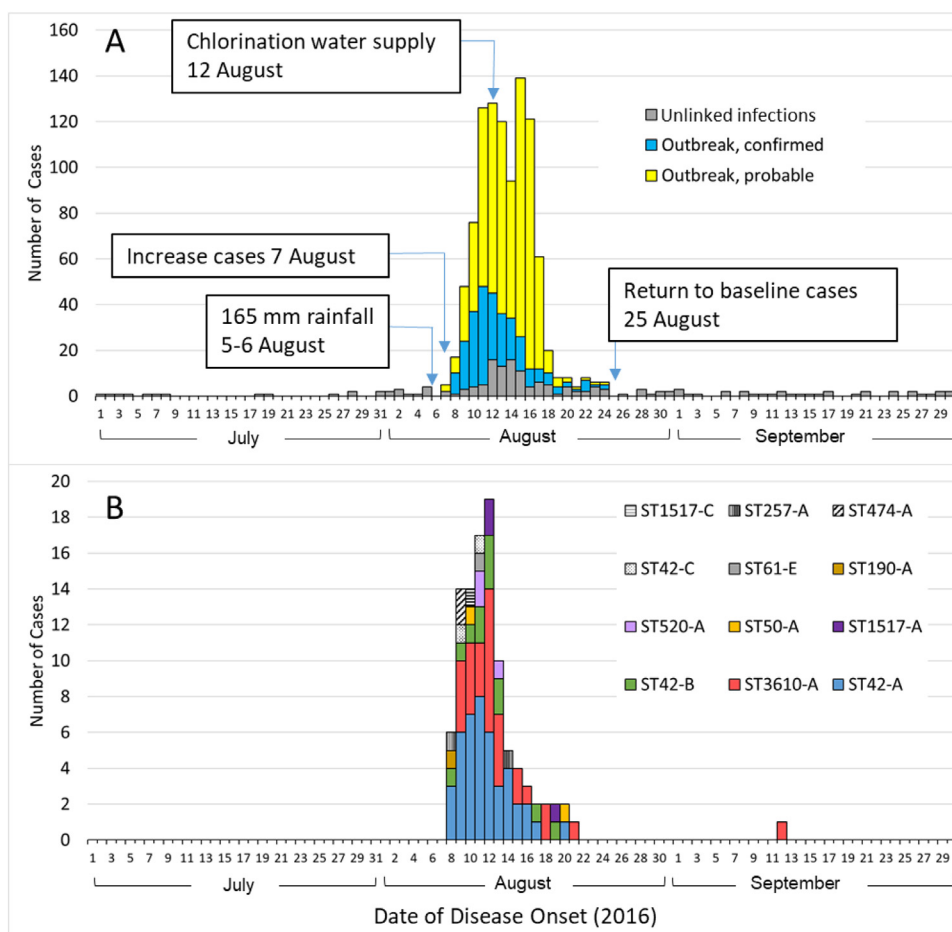 A
160
140
120
100
80
60
40
20
0
Number of Cases
Chlorination water supply
12 August
Increase cases 7 August
165 mm rainfall
5-6 August
Return to baseline cases
25 August
Unlinked infections
Outbreak, confirmed
Outbreak, probable
1 3 5 7 9 11 13 15 17 19 21 23 25 27 29 31 2 4 6 8 10 12 14 16 18 20 22 24 26 28 30 1 3 5 7 9 11 13 15 17 19 21 23 25 27 29
July August September
B
20
18
16
14
12
10
8
6
4
2
0
Number of Cases
ST1517-C ST257-A ST474-A
ST42-C ST61-E ST190-A
ST520-A ST50-A ST1517-A
ST42-B ST3610-A ST42-A
1 3 5 7 9 11 13 15 17 19 21 23 25 27 29 31 2 4 6 8 10 12 14 16 18 20 22 24 26 28 30 1 3 5 7 9 11 13 15 17 19 21 23 25 27 29
July August September
Date of Disease Onset (2016)